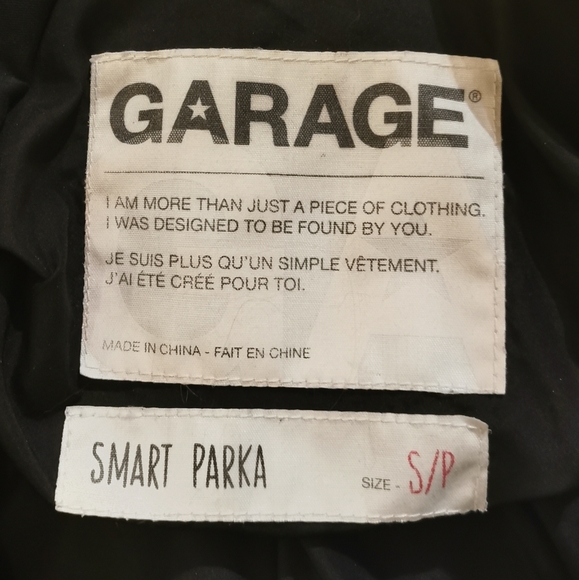 GARAGE®
I AM MORE THAN JUST A PIECE OF CLOTHING.
I WAS DESIGNED TO BE FOUND BY YOU.
JE SUIS PLUS QU'UN SIMPLE VÊTEMENT.
J'AI ÉTÉ CRÉÉ POUR TOI.
MADE IN CHINA - FAIT EN CHINE
SMART PARKA SIZE - S/P